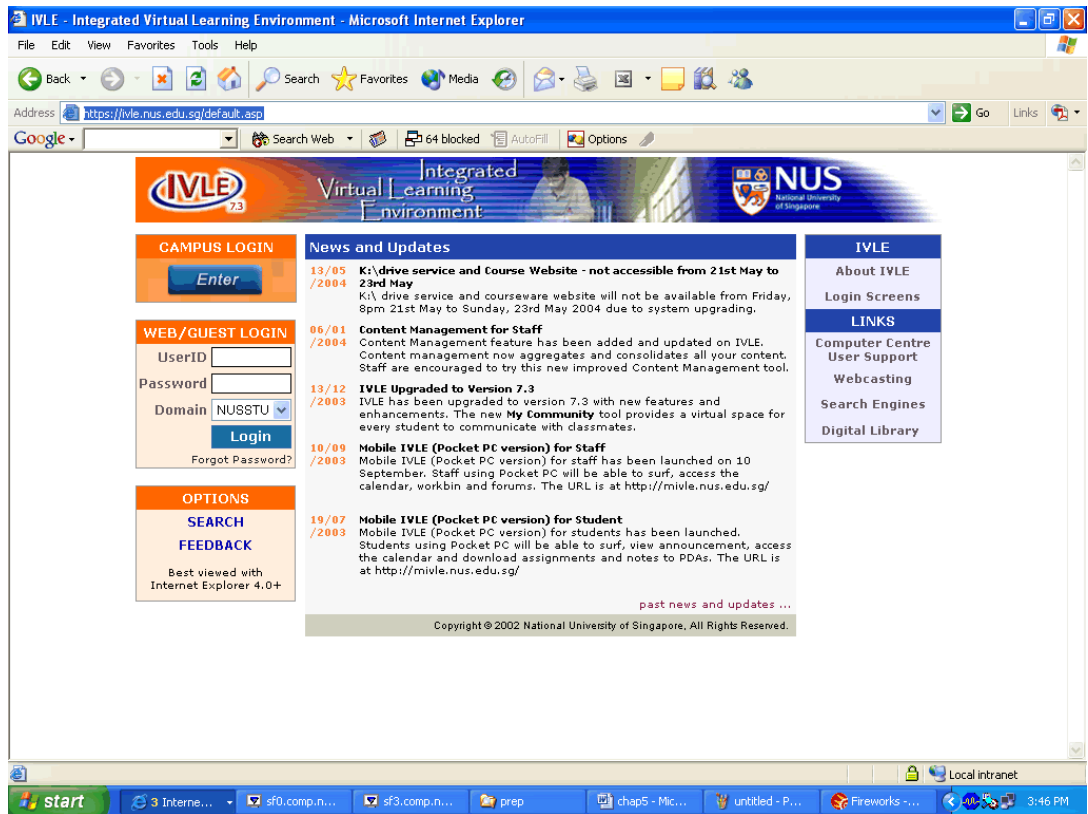 IVLE - Integrated Virtual Learning Environment - Microsoft Internet Explorer
File Edit View Favorites Tools Help
Back Search Favorites Media
Address https://ivle.nus.edu.sg/default.asp Go Links
Google Search Web 64 blocked AutoFill Options
IVLE 7.3
Integrated
Virtual Learning
Environment
NUS
National University
of Singapore
CAMPUS LOGIN
Enter
WEB/GUEST LOGIN
UserID
Password
Domain NUSSTU
Login
Forgot Password?
OPTIONS
SEARCH
FEEDBACK
Best viewed with
Internet Explorer 4.0+
News and Updates
13/05 K:\drive service and Course Website - not accessible from 21st May to
/2004 23rd May
K:\ drive service and courseware website will not be available from Friday,
8pm 21st May to Sunday, 23rd May 2004 due to system upgrading.
06/01 Content Management for Staff
/2004 Content Management feature has been added and updated on IVLE.
Content management now aggregates and consolidates all your content.
Staff are encouraged to try this new improved Content Management tool.
13/12 IVLE Upgraded to Version 7.3
/2003 IVLE has been upgraded to version 7.3 with new features and
enhancements. The new My Community tool provides a virtual space for
every student to communicate with classmates.
10/09 Mobile IVLE (Pocket PC version) for Staff
/2003 Mobile IVLE (Pocket PC version) for staff has been launched on 10
September. Staff using Pocket PC will be able to surf, access the
calendar, workbin and forums. The URL is at http://mivle.nus.edu.sg/
19/07 Mobile IVLE (Pocket PC version) for Student
/2003 Mobile IVLE (Pocket PC version) for students has been launched.
Students using Pocket PC will be able to surf, view announcement, access
the calendar and download assignments and notes to PDAs. The URL is
at http://mivle.nus.edu.sg/
past news and updates ...
Copyright © 2002 National University of Singapore, All Rights Reserved.
IVLE
About IVLE
Login Screens
LINKS
Computer Centre
User Support
Webcasting
Search Engines
Digital Library
Local intranet
start 3 Interne... sf0.comp.n... sf3.comp.n... prep chap5 - Mic... untitled - P... Fireworks -... 3:46 PM